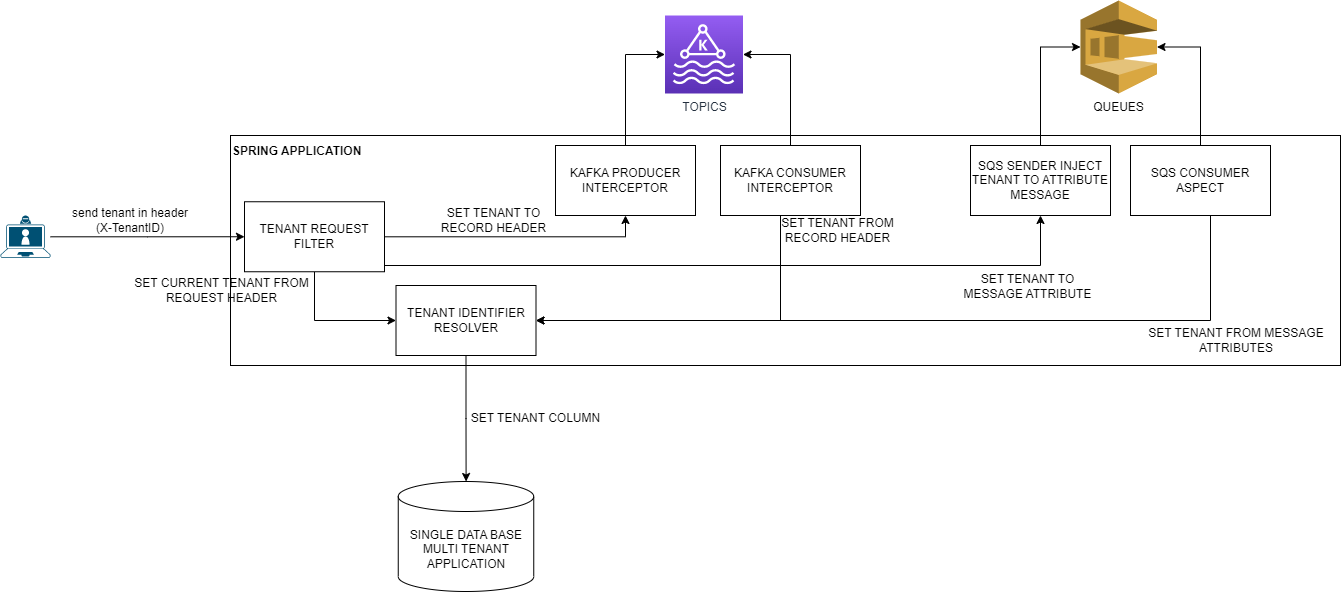 TOPICS
QUEUES
SPRING APPLICATION
KAFKA PRODUCER
INTERCEPTOR
KAFKA CONSUMER
INTERCEPTOR
SQS SENDER INJECT
TENANT TO ATTRIBUTE
MESSAGE
SQS CONSUMER
ASPECT
send tenant in header
(X-TenantID)
TENANT REQUEST
FILTER
SET TENANT TO
RECORD HEADER
SET TENANT FROM
RECORD HEADER
SET CURRENT TENANT FROM
REQUEST HEADER
SET TENANT TO
MESSAGE ATTRIBUTE
TENANT IDENTIFIER
RESOLVER
SET TENANT FROM MESSAGE
ATTRIBUTES
SET TENANT COLUMN
SINGLE DATA BASE
MULTI TENANT
APPLICATION
K